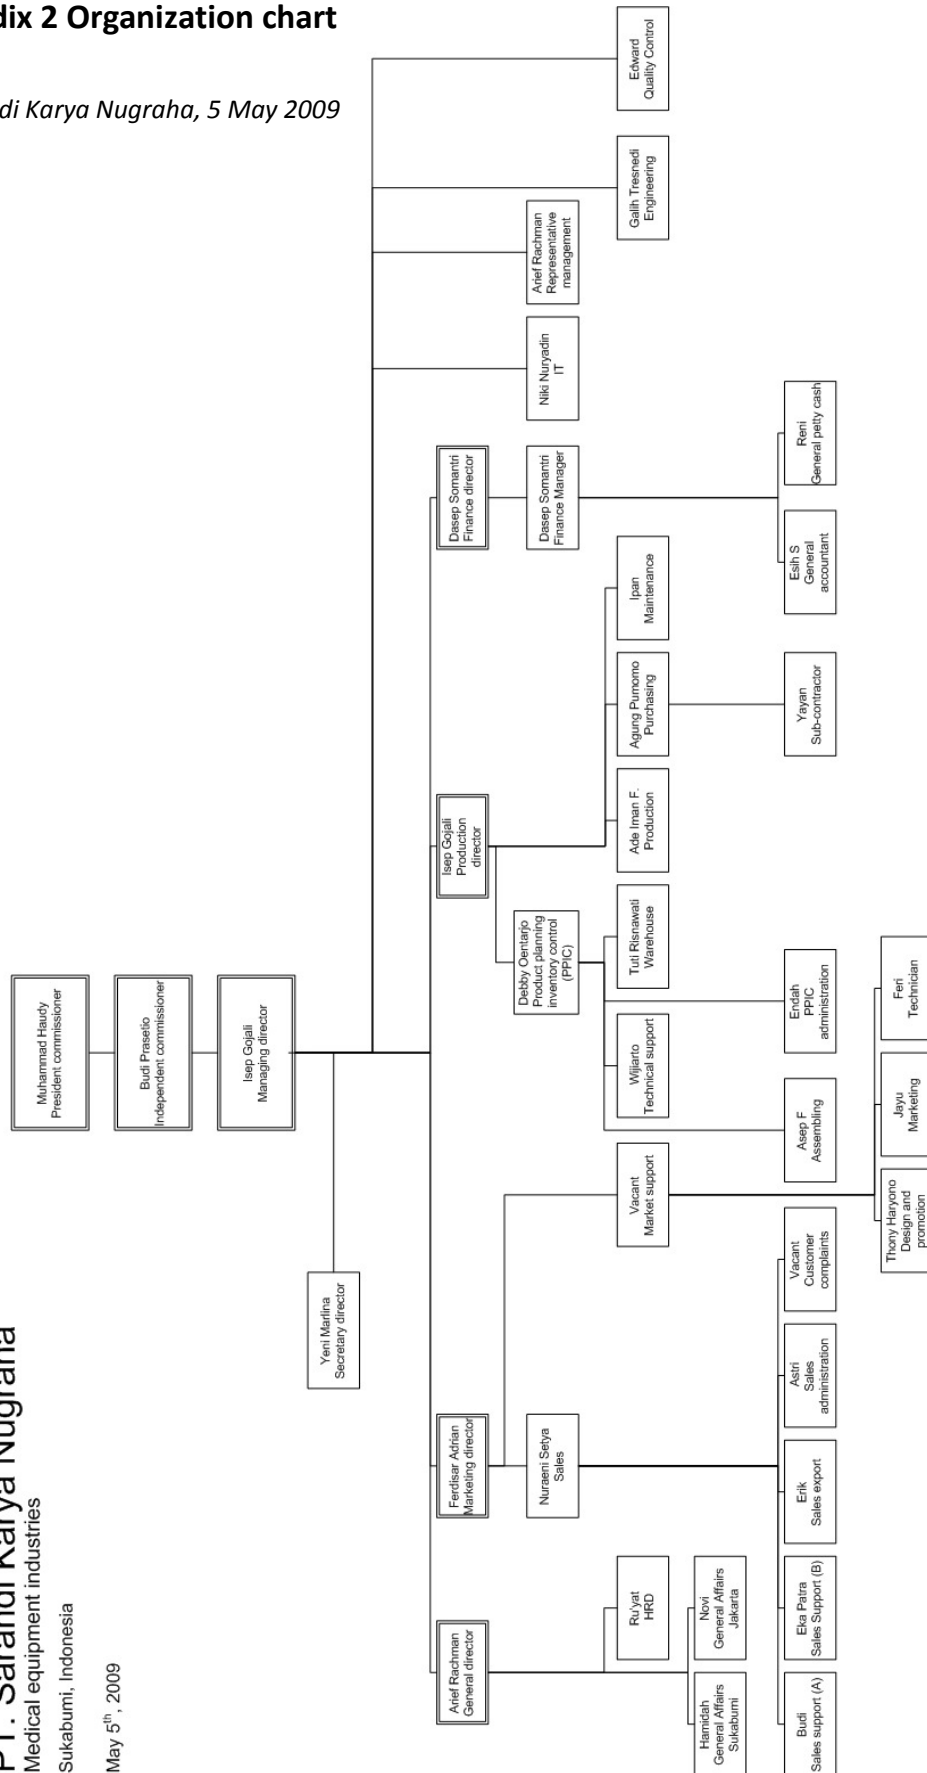 dix 2 Organization chart
di Karya Nugraha, 5 May 2009
PT. Sarandi Karya Nugraha
Medical equipment industries
Sukabumi, Indonesia
May 5th, 2009
Muhammad Haudy
President commissioner
Budi Prasetio
Independent commissioner
Isep Gojali
Managing director
Yeni Marlina
Secretary director
Arief Rachman
General director
Ferdisar Adrian
Marketing director
Isep Gojali
Production
director
Dasep Somantri
Finance director
Nuraeni Setya
Sales
Debby Oentarjo
Product planning
inventory control
(PPIC)
Dasep Somantri
Finance Manager
Niki Nuryadin
IT
Arief Rachman
Representative
management
Ru'yat
HRD
Vacant
Market support
Wijiarto
Technical support
Tuti Risnawati
Warehouse
Ade Iman F.
Production
Agung Purnomo
Purchasing
Ipan
Maintenance
Galih Tresnedi
Engineering
Edward
Quality Control
Hamidah
General Affairs
Sukabumi
Novi
General Affairs
Jakarta
Budi
Sales support (A)
Eka Patra
Sales Support (B)
Erik
Sales export
Astri
Sales
administration
Vacant
Customer
complaints
Asep F
Assembling
Endah
PPIC
administration
Yayan
Sub-contractor
Esih S
General
accountant
Reni
General petty cash
Thony Haryono
Design and
promotion
Jayu
Marketing
Feri
Technician